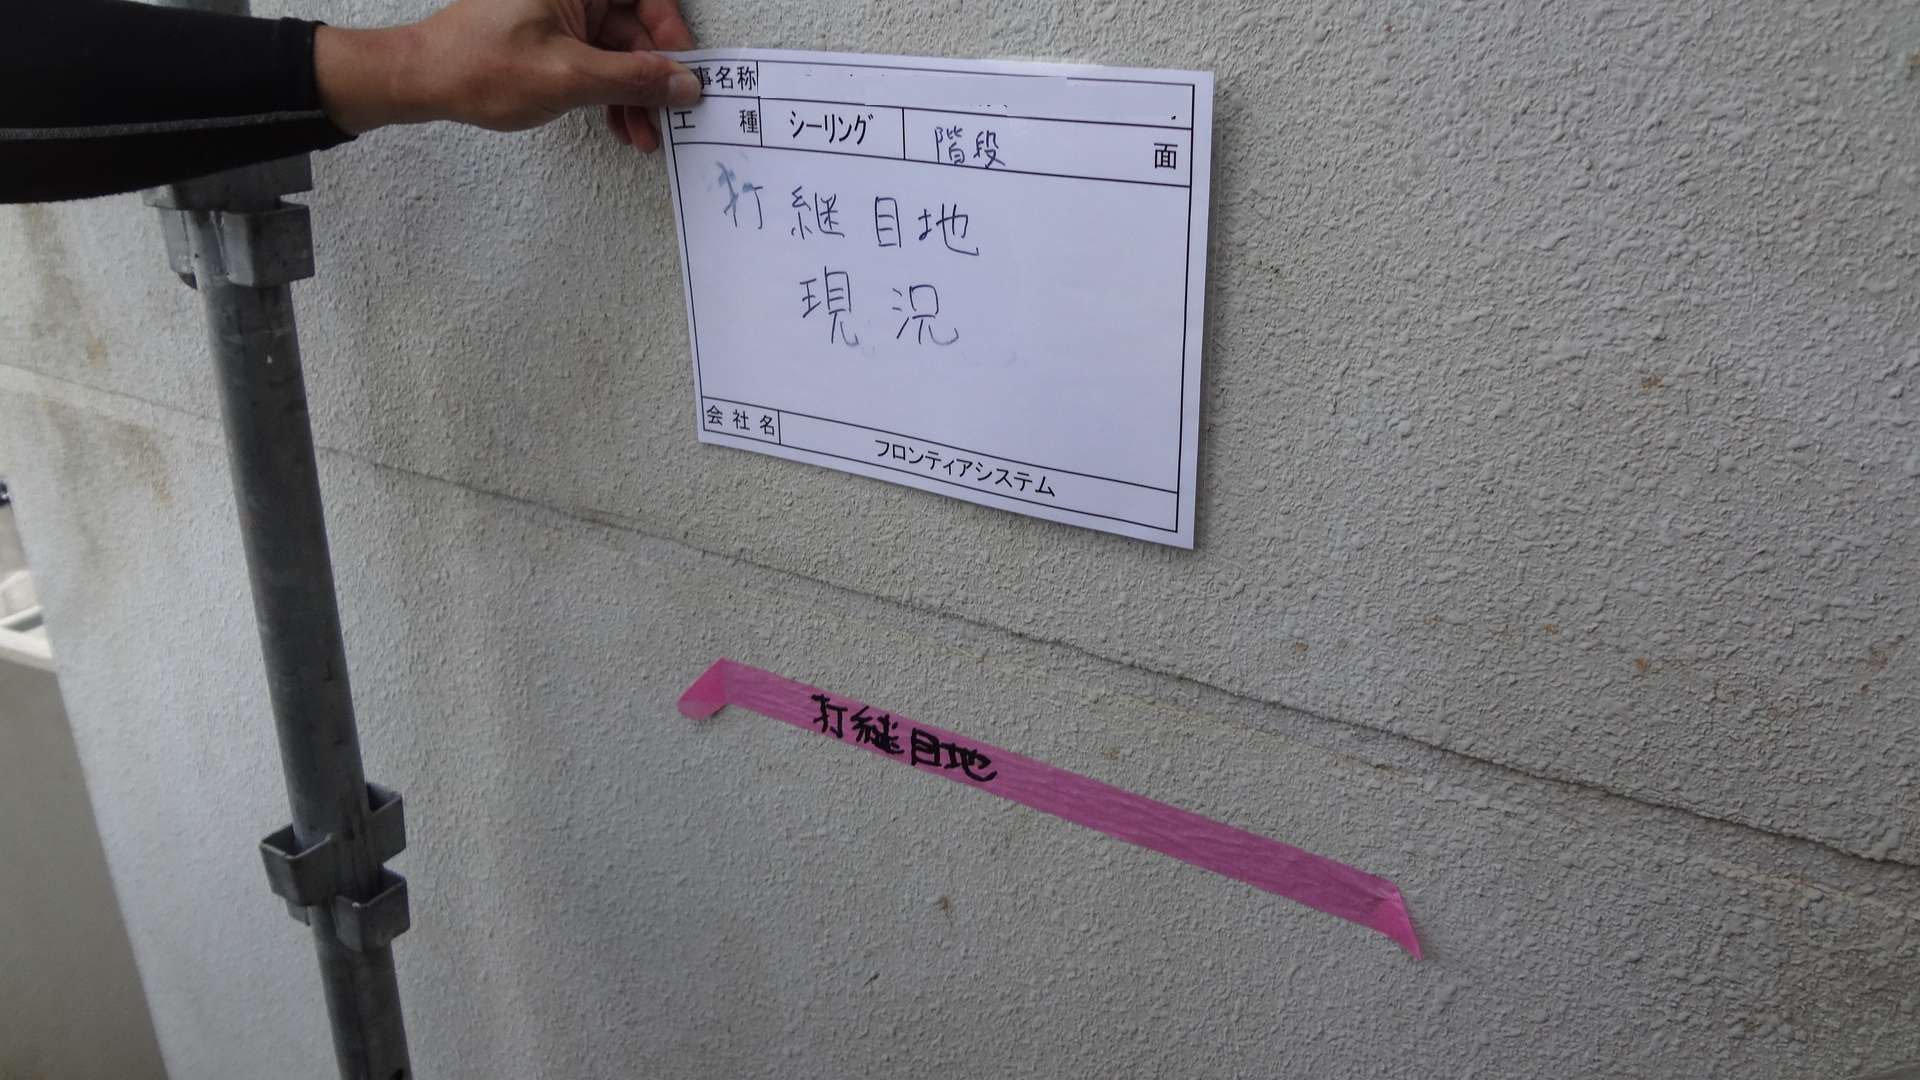 事名称
工種 シーリング 階段 面
打継目地
現況
会社名 フロンティアシステム
打継目地